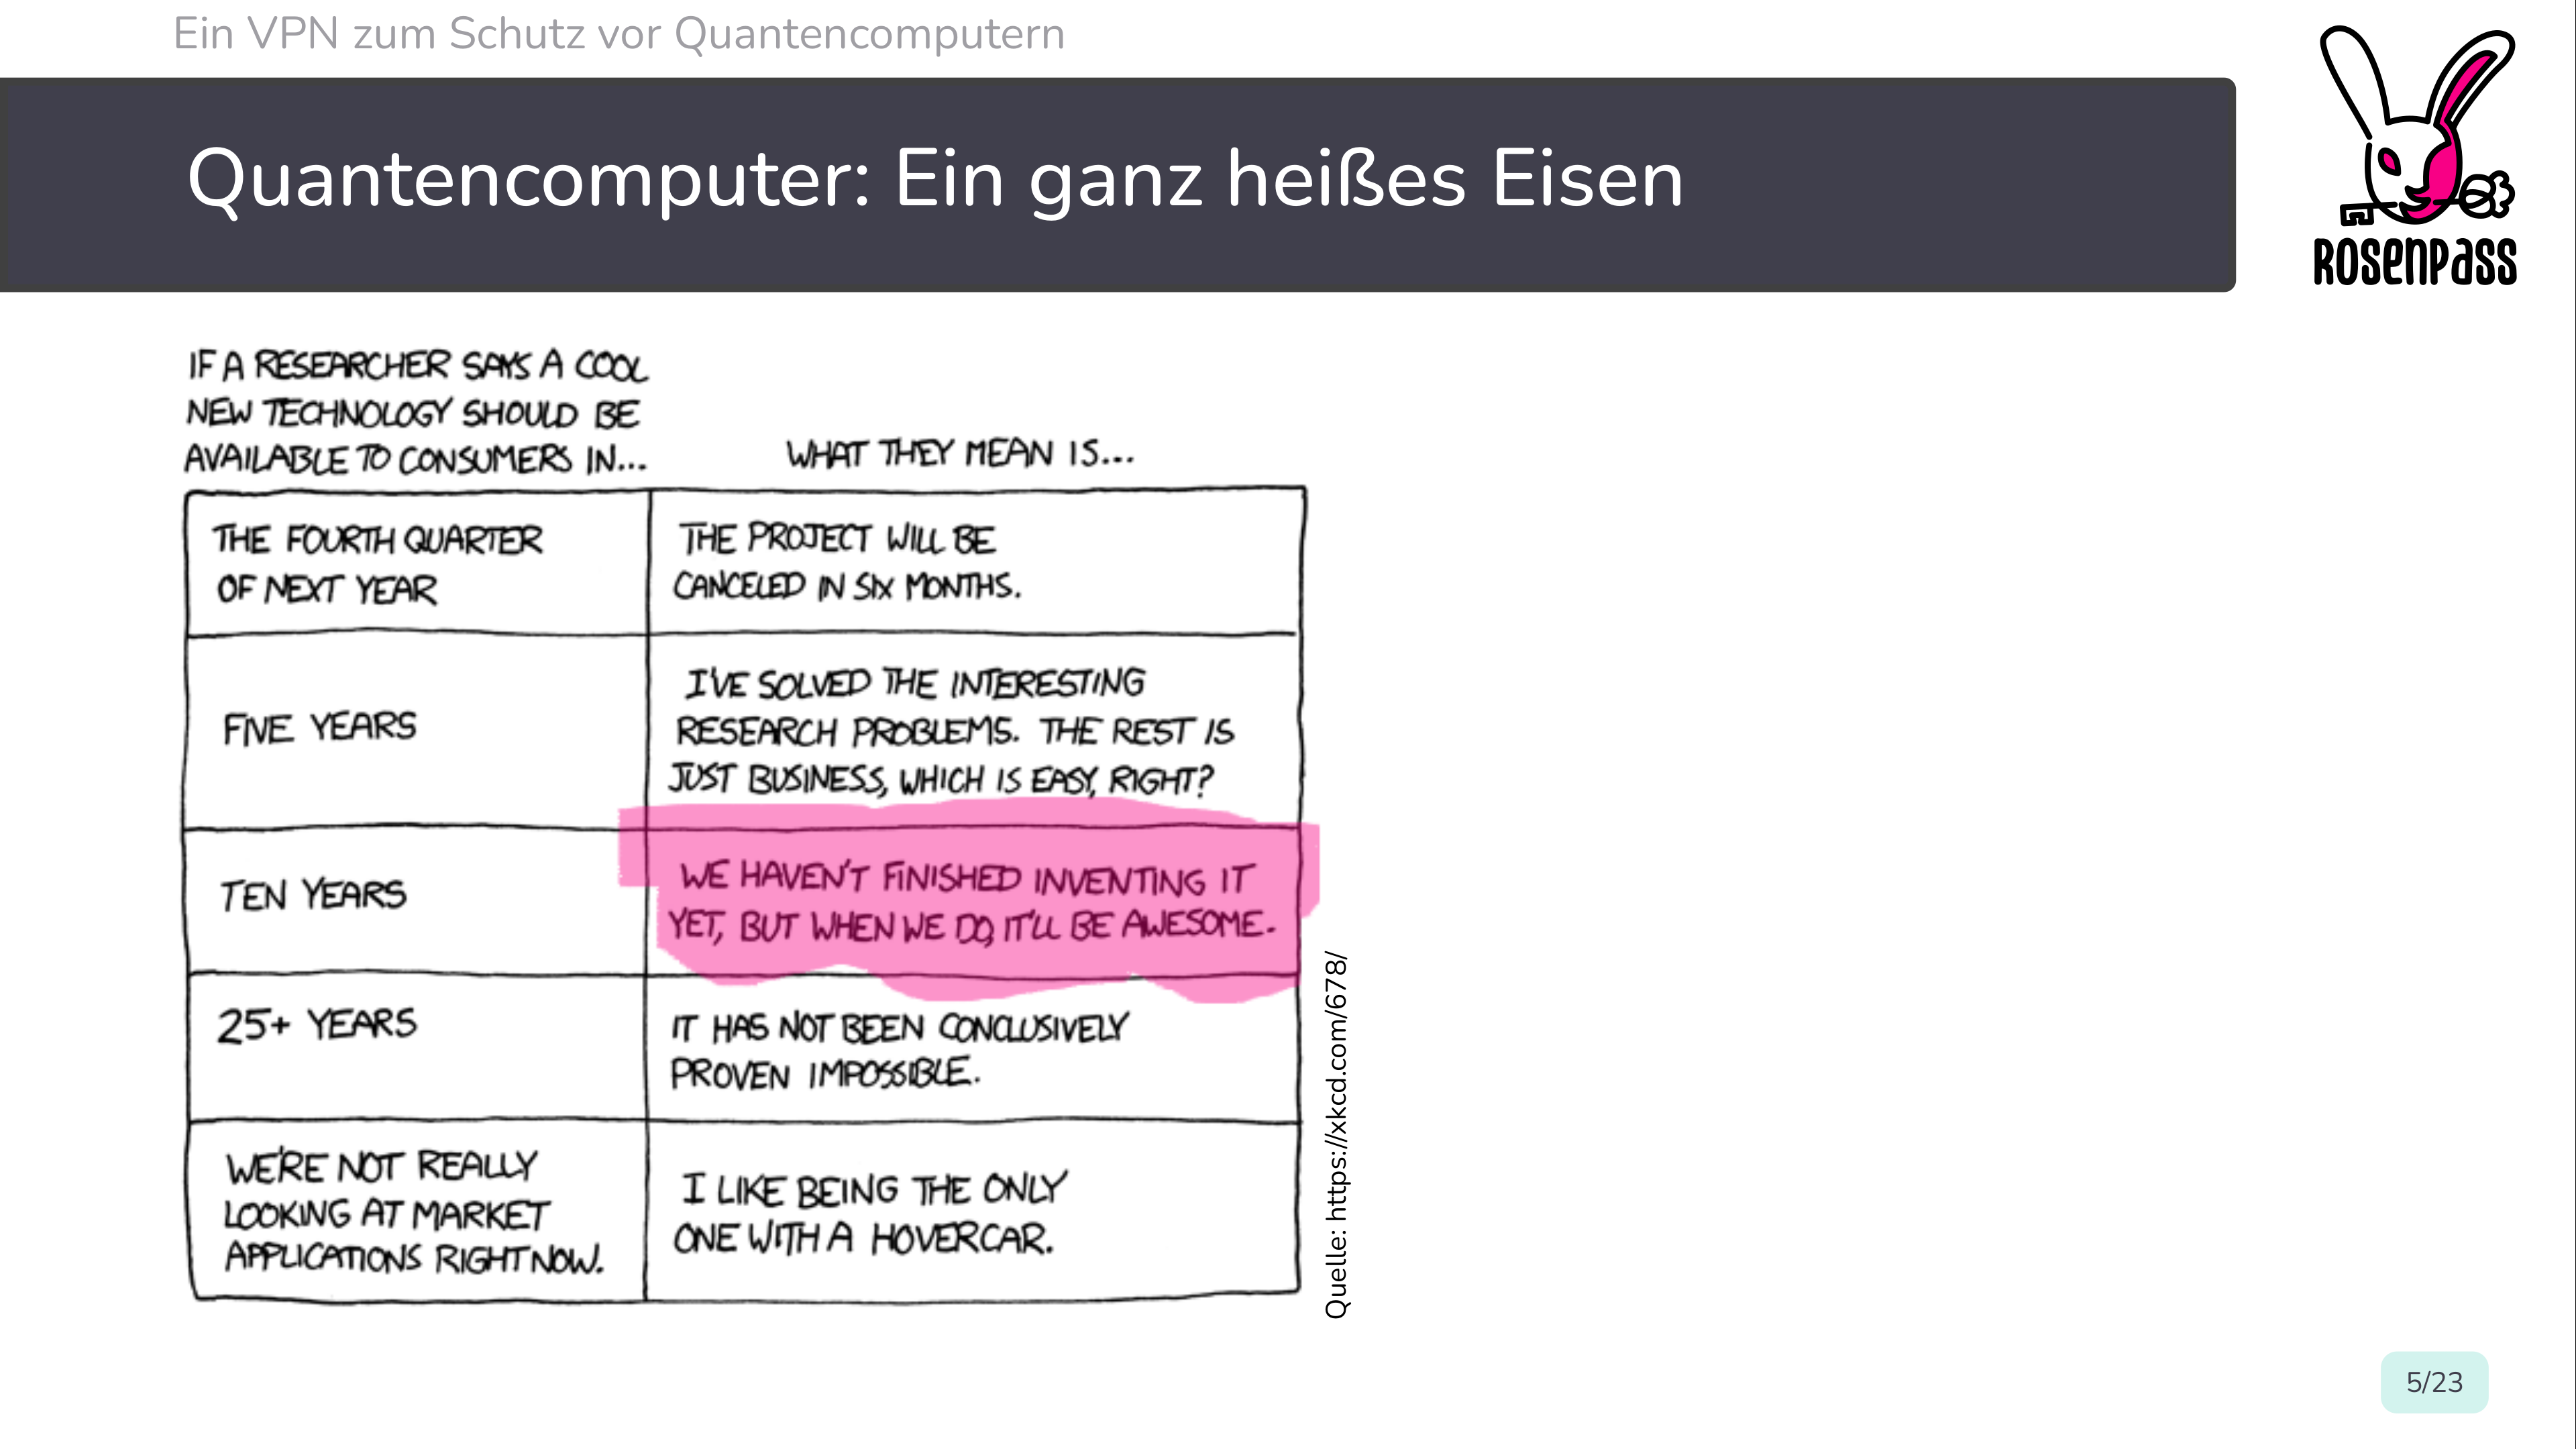 Ein VPN zum Schutz vor Quantencomputern
Quantencomputer: Ein ganz heißes Eisen
ROSENPASS
IF A RESEARCHER SAYS A COOL
NEW TECHNOLOGY SHOULD BE
AVAILABLE TO CONSUMERS IN...
WHAT THEY MEAN IS...
THE FOURTH QUARTER
OF NEXT YEAR
THE PROJECT WILL BE
CANCELED IN SIX MONTHS.
FIVE YEARS
I'VE SOLVED THE INTERESTING
RESEARCH PROBLEMS. THE REST IS
JUST BUSINESS, WHICH IS EASY, RIGHT?
TEN YEARS
WE HAVEN'T FINISHED INVENTING IT
YET, BUT WHEN WE DO, IT'LL BE AWESOME.
25+ YEARS
IT HAS NOT BEEN CONCLUSIVELY
PROVEN IMPOSSIBLE.
WE'RE NOT REALLY
LOOKING AT MARKET
APPLICATIONS RIGHT NOW.
I LIKE BEING THE ONLY
ONE WITH A HOVERCAR.
Quelle: https://xkcd.com/678/
5/23